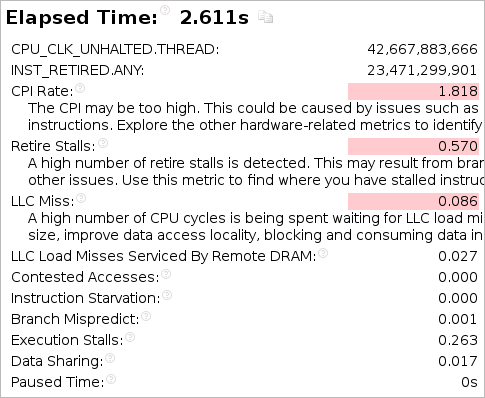 Elapsed Time: 2.611s
CPU_CLK_UNHALTED.THREAD: 42,667,883,666
INST_RETIRED.ANY: 23,471,299,901
CPI Rate: 1.818
The CPI may be too high. This could be caused by issues such as
instructions. Explore the other hardware-related metrics to identify
Retire Stalls: 0.570
A high number of retire stalls is detected. This may result from bran
other issues. Use this metric to find where you have stalled instruc
LLC Miss: 0.086
A high number of CPU cycles is being spent waiting for LLC load mi
size, improve data access locality, blocking and consuming data in
LLC Load Misses Serviced By Remote DRAM: 0.027
Contested Accesses: 0.000
Instruction Starvation: 0.000
Branch Mispredict: 0.001
Execution Stalls: 0.263
Data Sharing: 0.017
Paused Time: 0s